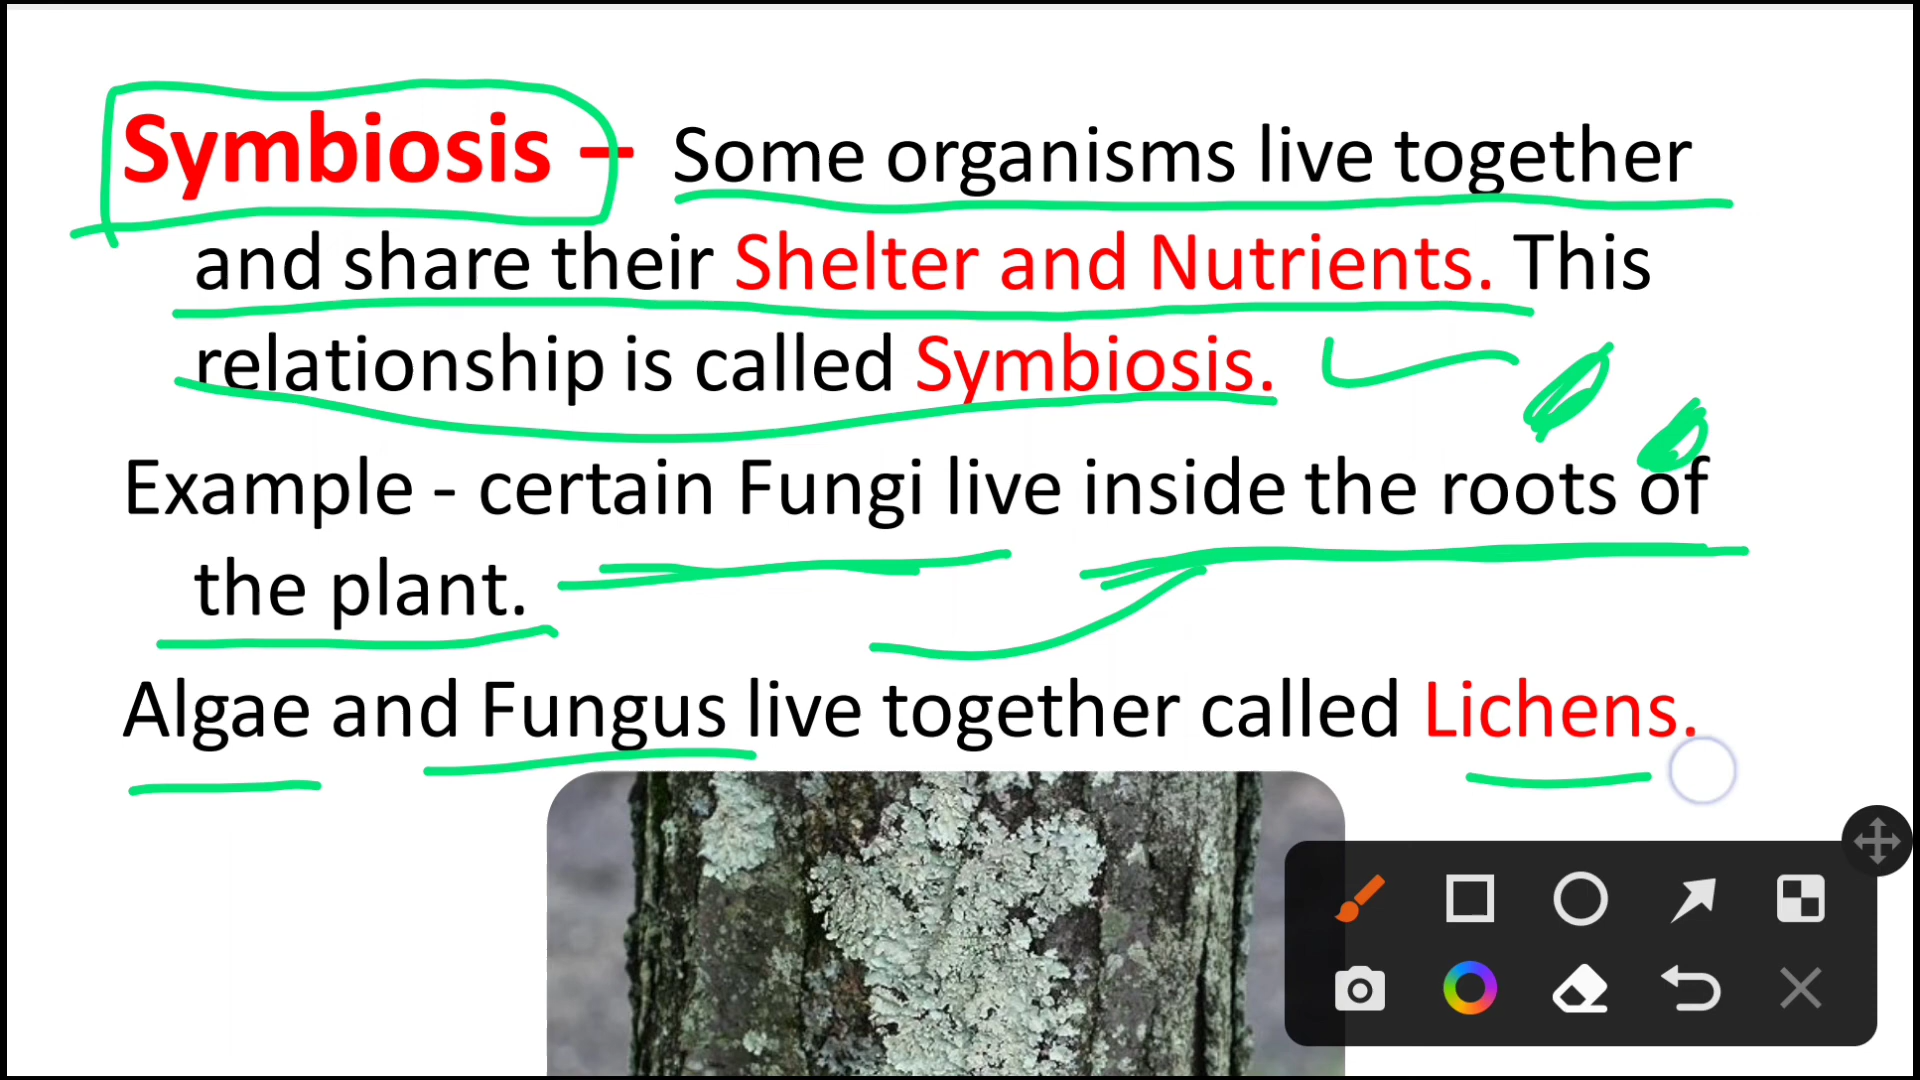 Symbiosis – Some organisms live together
and share their Shelter and Nutrients. This
relationship is called Symbiosis.
Example - certain Fungi live inside the roots of
the plant.
Algae and Fungus live together called Lichens.